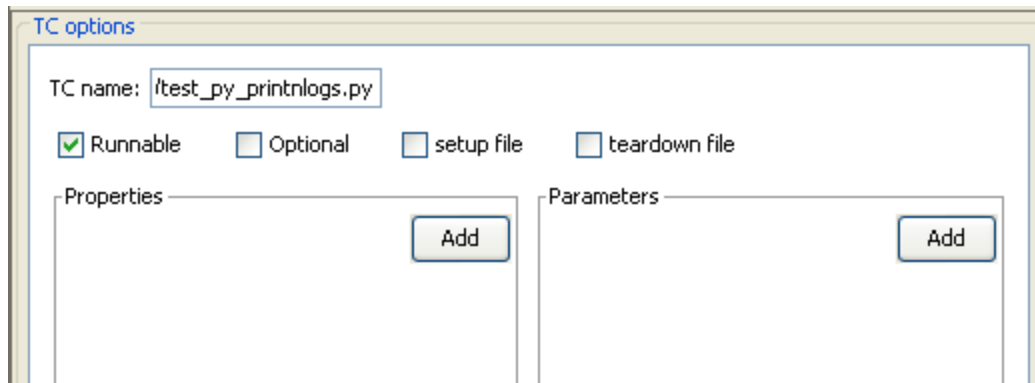 TC options
TC name: /test_py_printnlogs.py
Runnable Optional setup file teardown file
Properties Parameters
Add Add